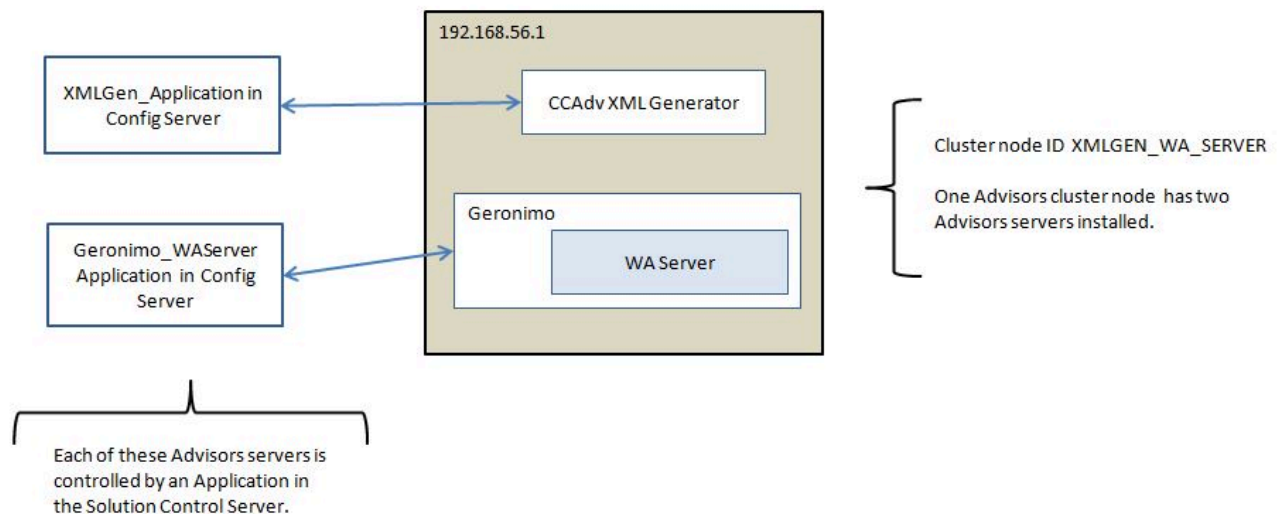 192.168.56.1
XMLGen_Application in
Config Server
CCAdv XML Generator
Cluster node ID XMLGEN_WA_SERVER
One Advisors cluster node has two
Advisors servers installed.
Geronimo_WAServer
Application in Config
Server
Geronimo
WA Server
Each of these Advisors servers is
controlled by an Application in
the Solution Control Server.